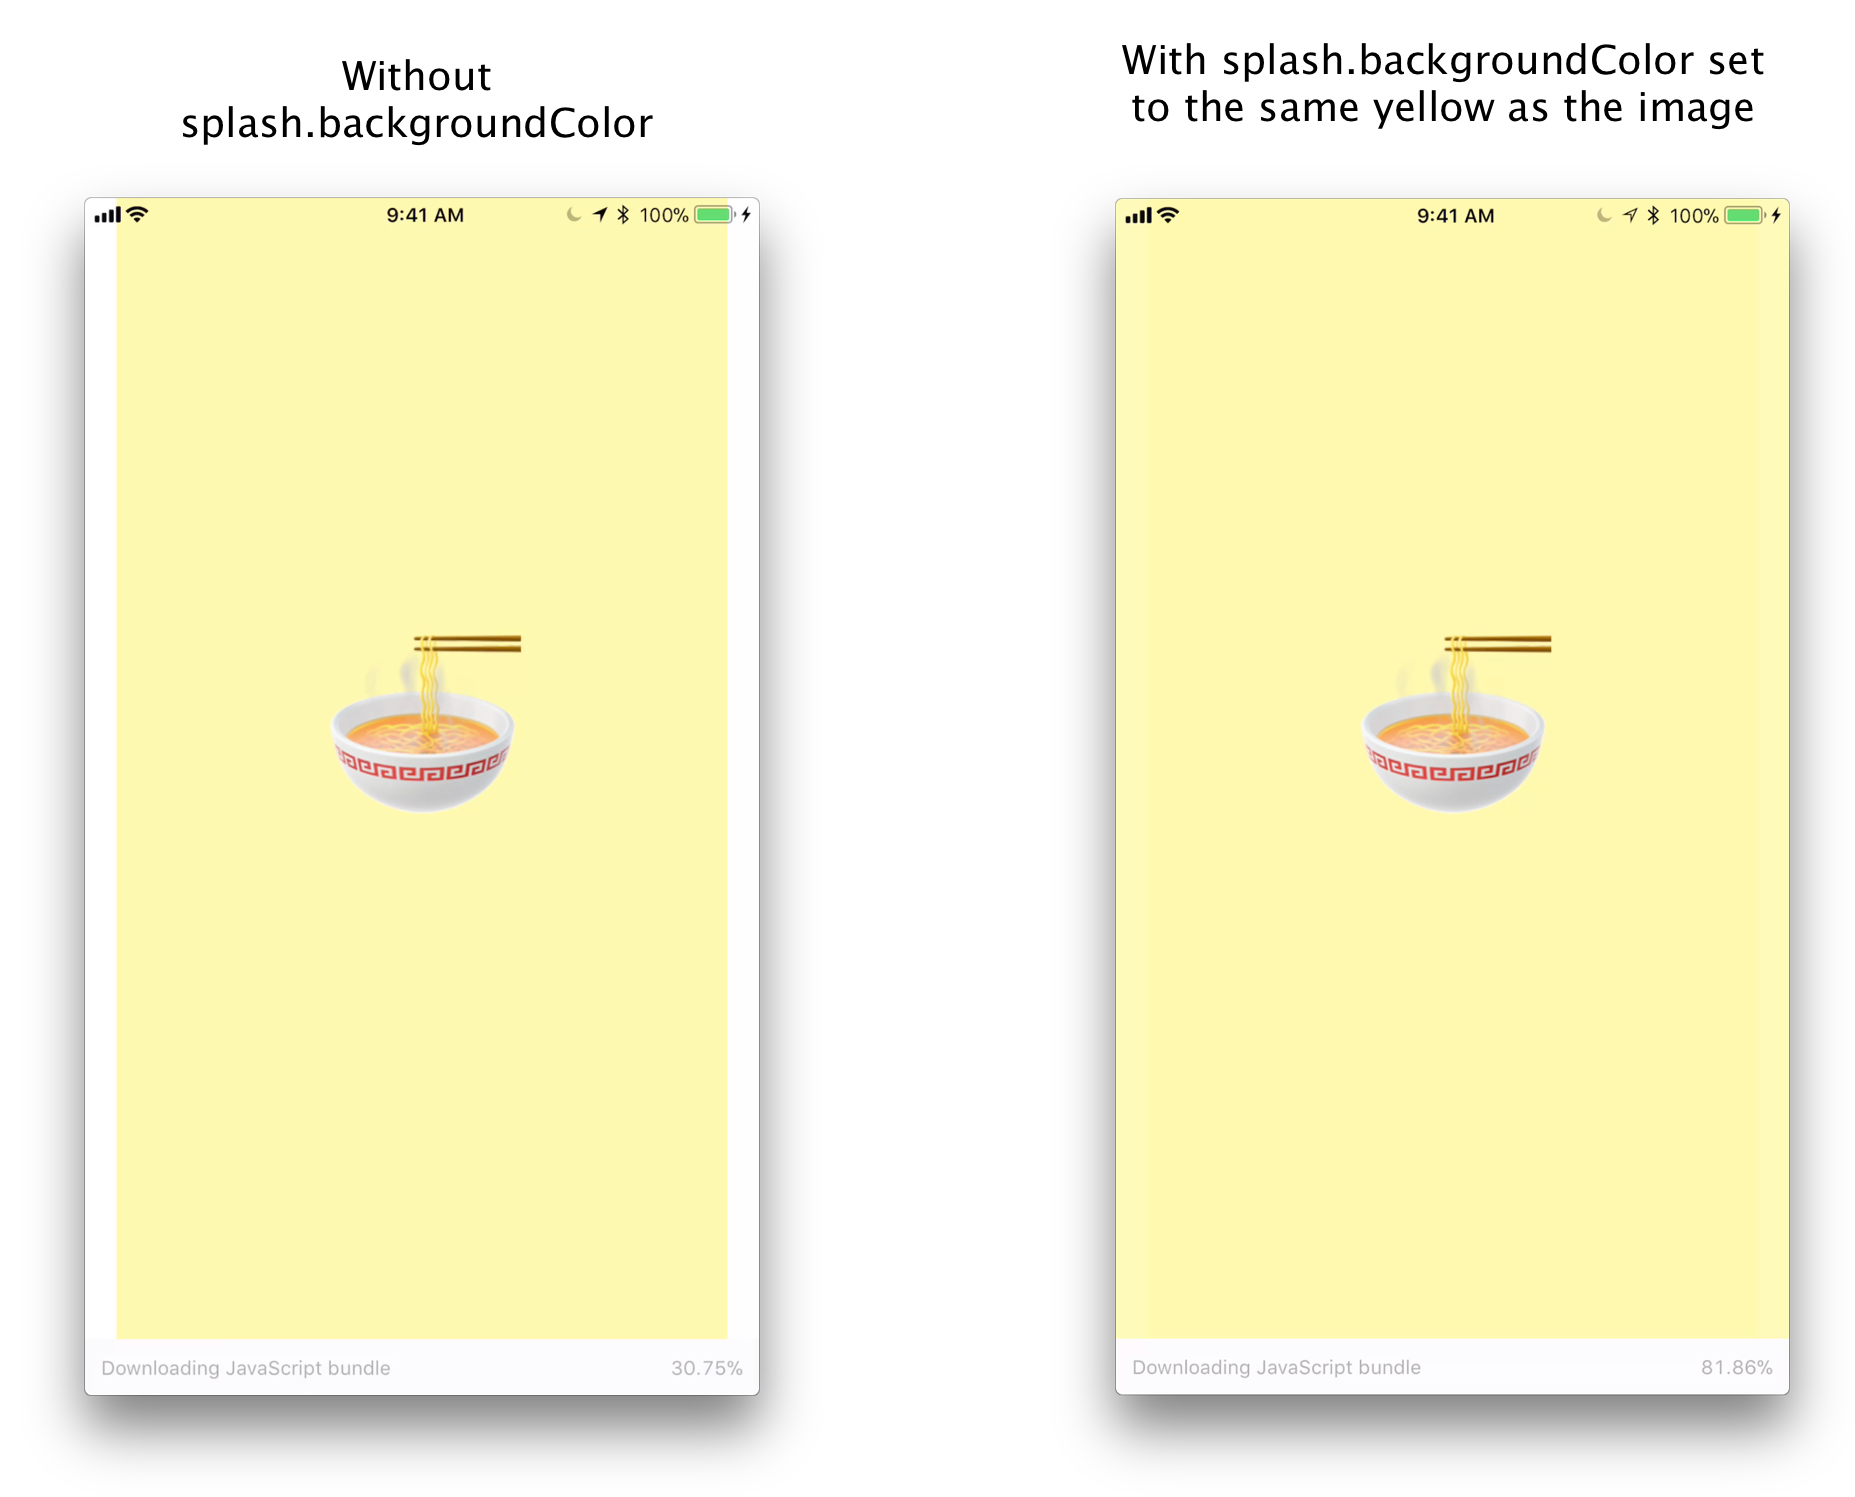 Without
splash.backgroundColor
With splash.backgroundColor set
to the same yellow as the image
9:41 AM 100%
Downloading JavaScript bundle 30.75%
9:41 AM 100%
Downloading JavaScript bundle 81.86%